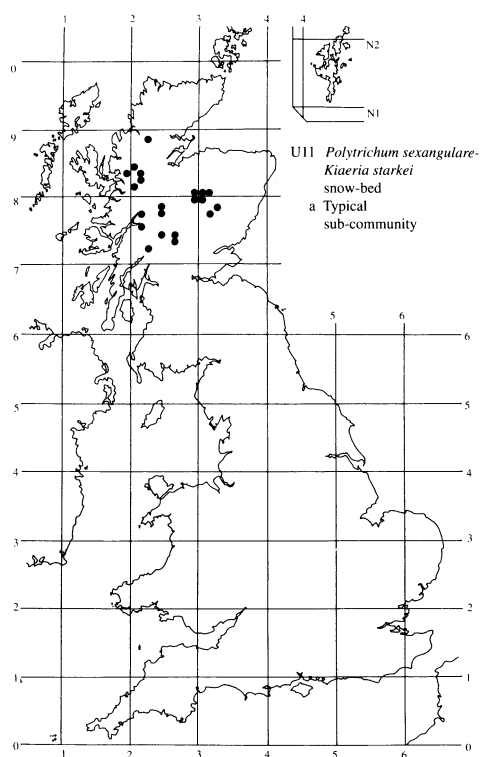 1 2 3 4 4
N2
N1
0
9
U11 Polytrichum sexangulare-
Kiaeria starkei
snow-bed
a Typical
sub-community
8
7
5 6
6 6
5 5
4 4
3 3
2 2
1 1
0 0
1 2 3 4 5 6